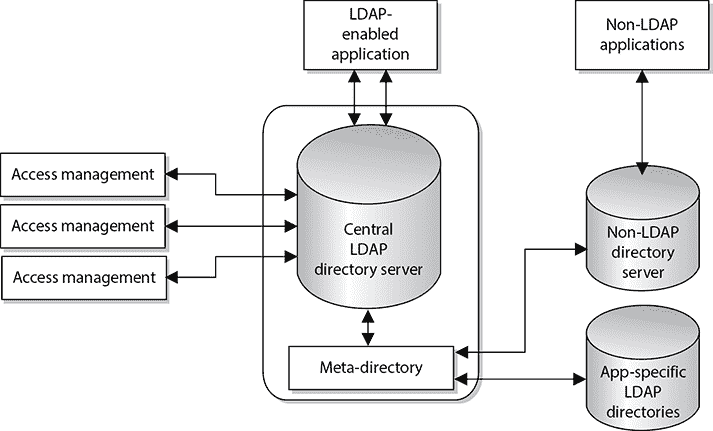 LDAP-
enabled
application
Non-LDAP
applications
Access management
Access management
Access management
Central
LDAP
directory server
Non-LDAP
directory
server
Meta-directory
App-specific
LDAP
directories